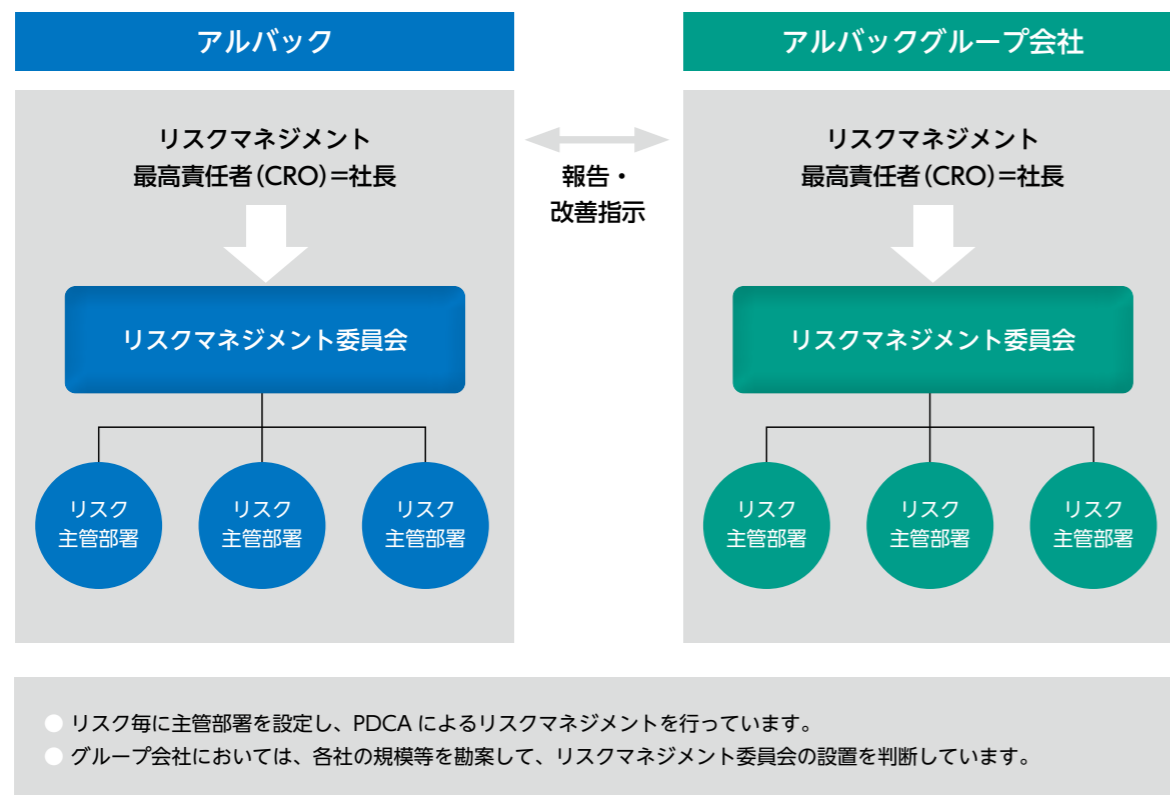 アルバック
リスクマネジメント
最高責任者(CRO)=社長
リスクマネジメント委員会
リスク
主管部署
リスク
主管部署
リスク
主管部署
報告・
改善指示
アルバックグループ会社
リスクマネジメント
最高責任者(CRO)=社長
リスクマネジメント委員会
リスク
主管部署
リスク
主管部署
リスク
主管部署
リスク毎に主管部署を設定し、PDCA によるリスクマネジメントを行っています。
グループ会社においては、各社の規模等を勘案して、リスクマネジメント委員会の設置を判断しています。